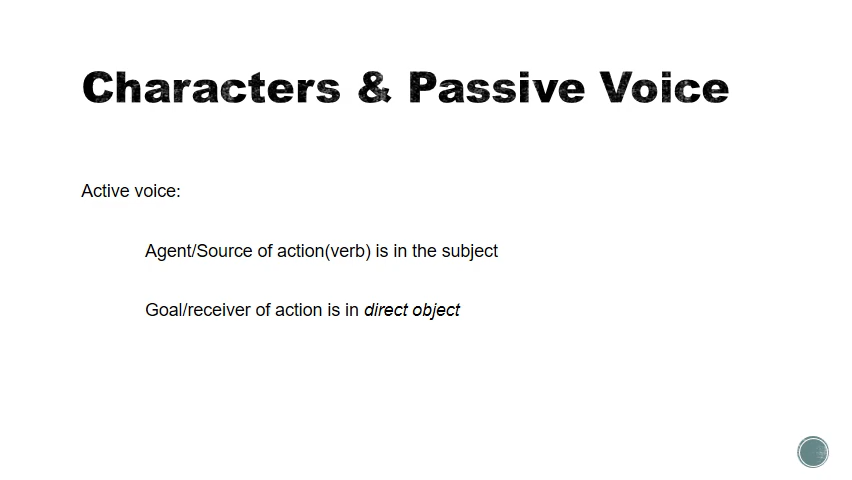 Characters & Passive Voice
Active voice:
Agent/Source of action(verb) is in the subject
Goal/receiver of action is in direct object